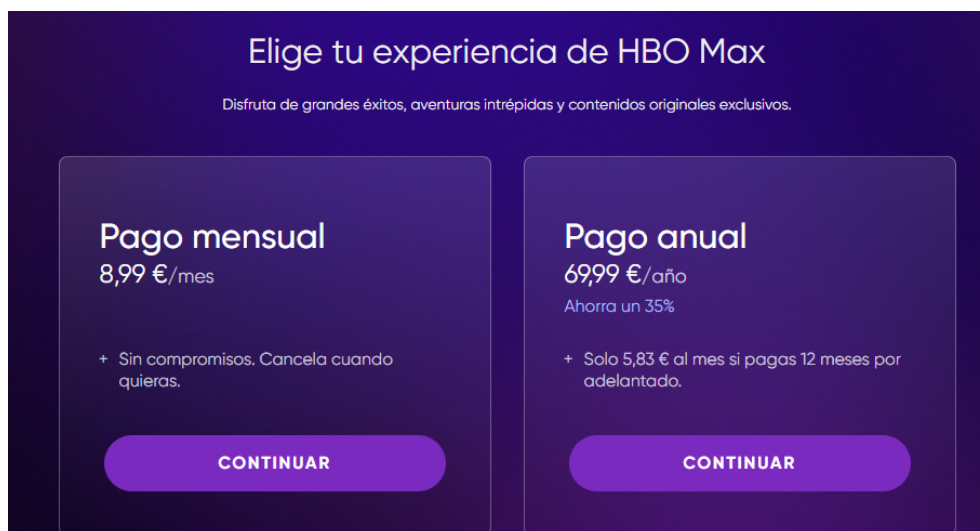 Elige tu experiencia de HBO Max
Disfruta de grandes éxitos, aventuras intrépidas y contenidos originales exclusivos.
Pago mensual
8,99 €/mes
+ Sin compromisos. Cancela cuando
quieras.
CONTINUAR
Pago anual
69,99 €/año
Ahorra un 35%
+ Solo 5,83 € al mes si pagas 12 meses por
adelantado.
CONTINUAR